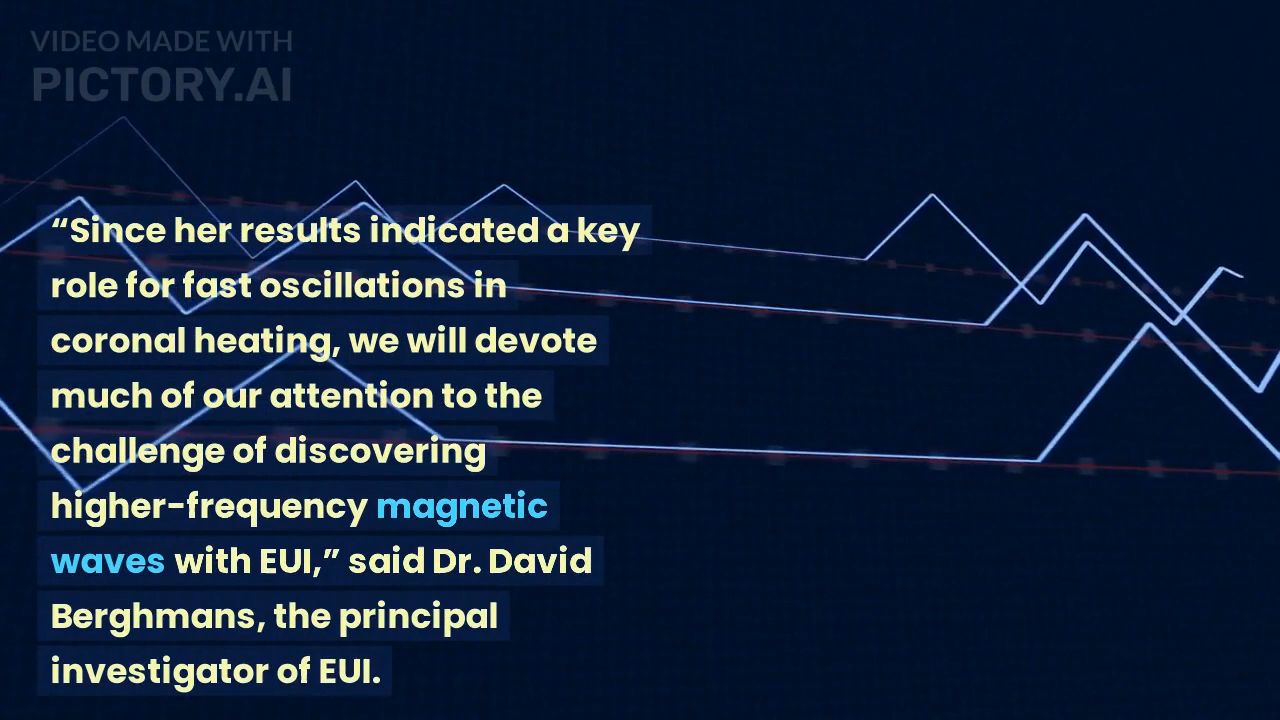 VIDEO MADE WITH
PICTORY.AI
“Since her results indicated a key
role for fast oscillations in
coronal heating, we will devote
much of our attention to the
challenge of discovering
higher-frequency magnetic
waves with EUI,” said Dr. David
Berghmans, the principal
investigator of EUI.